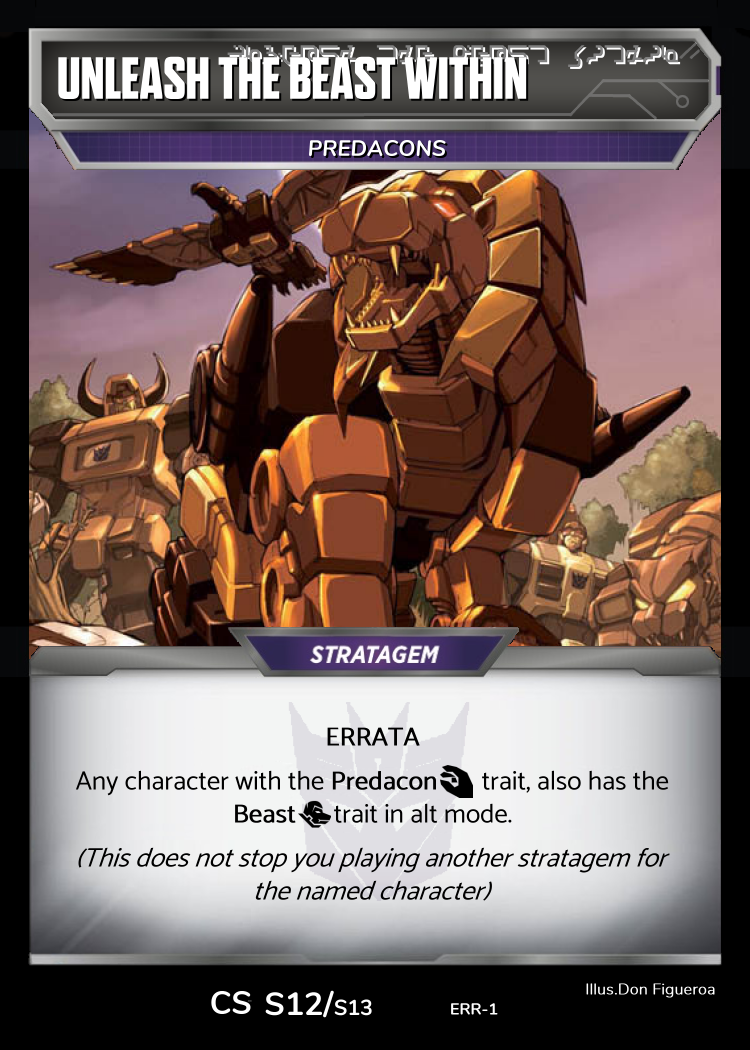 UNLEASH THE BEAST WITHIN
PREDACONS
STRATAGEM
ERRATA
Any character with the Predacon trait, also has the
Beast trait in alt mode.
(This does not stop you playing another stratagem for
the named character)
Illus.Don Figueroa
CS S12/S13 ERR-1